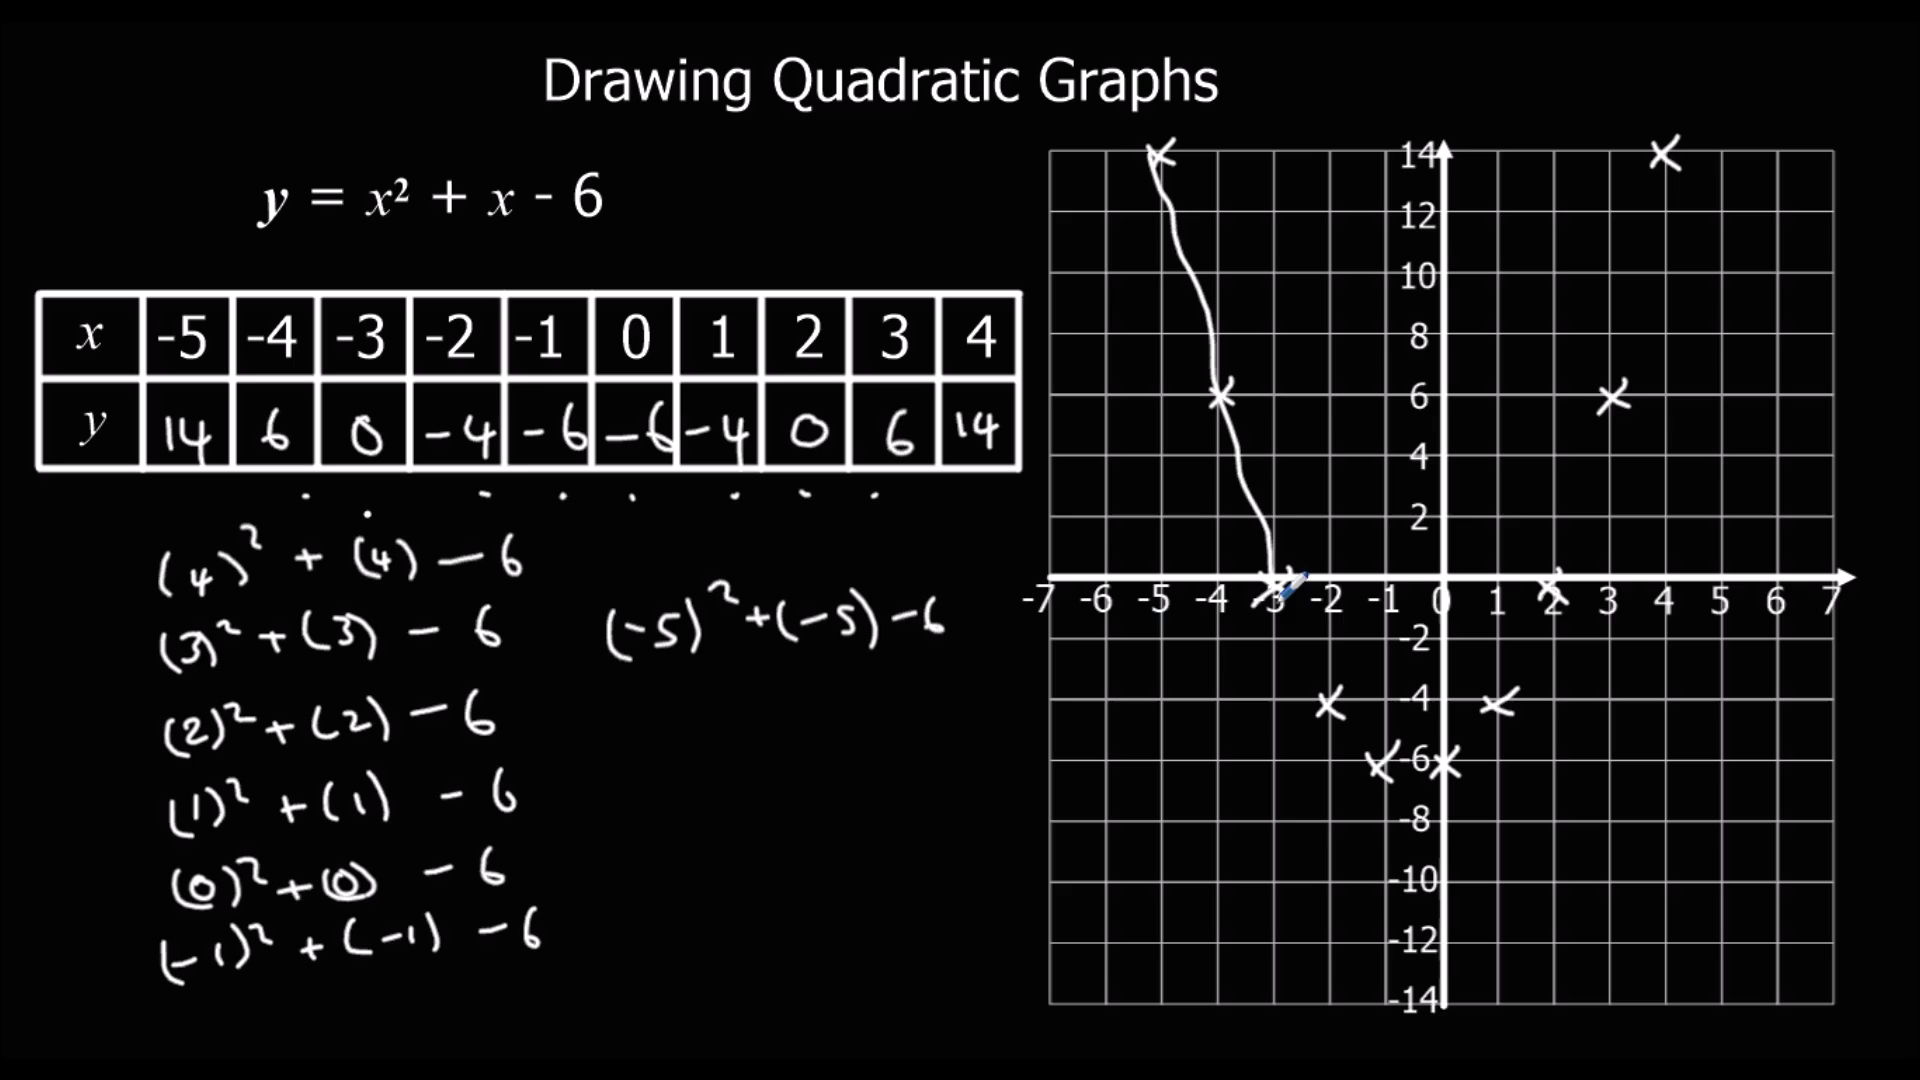 Drawing Quadratic Graphs
y = x² + x - 6
x -5 -4 -3 -2 -1 0 1 2 3 4
y 14 6 0 -4 -6 -6 -4 0 6 14
(4)² + (4) - 6
(3)² + (3) - 6
(-5)² + (-5) - 6
(2)² + (2) - 6
(1)² + (1) - 6
(0)² + (0) - 6
(-1)² + (-1) - 6
14
12
10
8
6
4
2
-7 -6 -5 -4 -3 -2 -1 0 1 2 3 4 5 6 7
-2
-4
-6
-8
-10
-12
-14